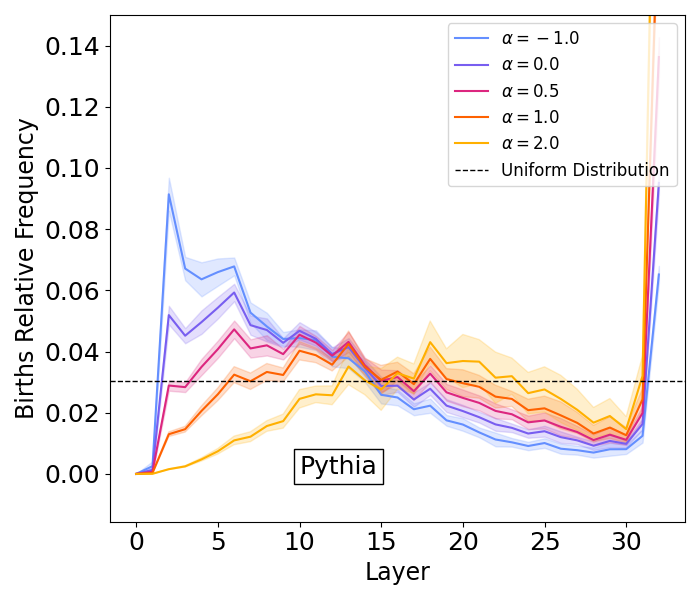 Births Relative Frequency
0.14
0.12
0.10
0.08
0.06
0.04
0.02
0.00
α = −1.0
α = 0.0
α = 0.5
α = 1.0
α = 2.0
Uniform Distribution
Pythia
0 5 10 15 20 25 30
Layer